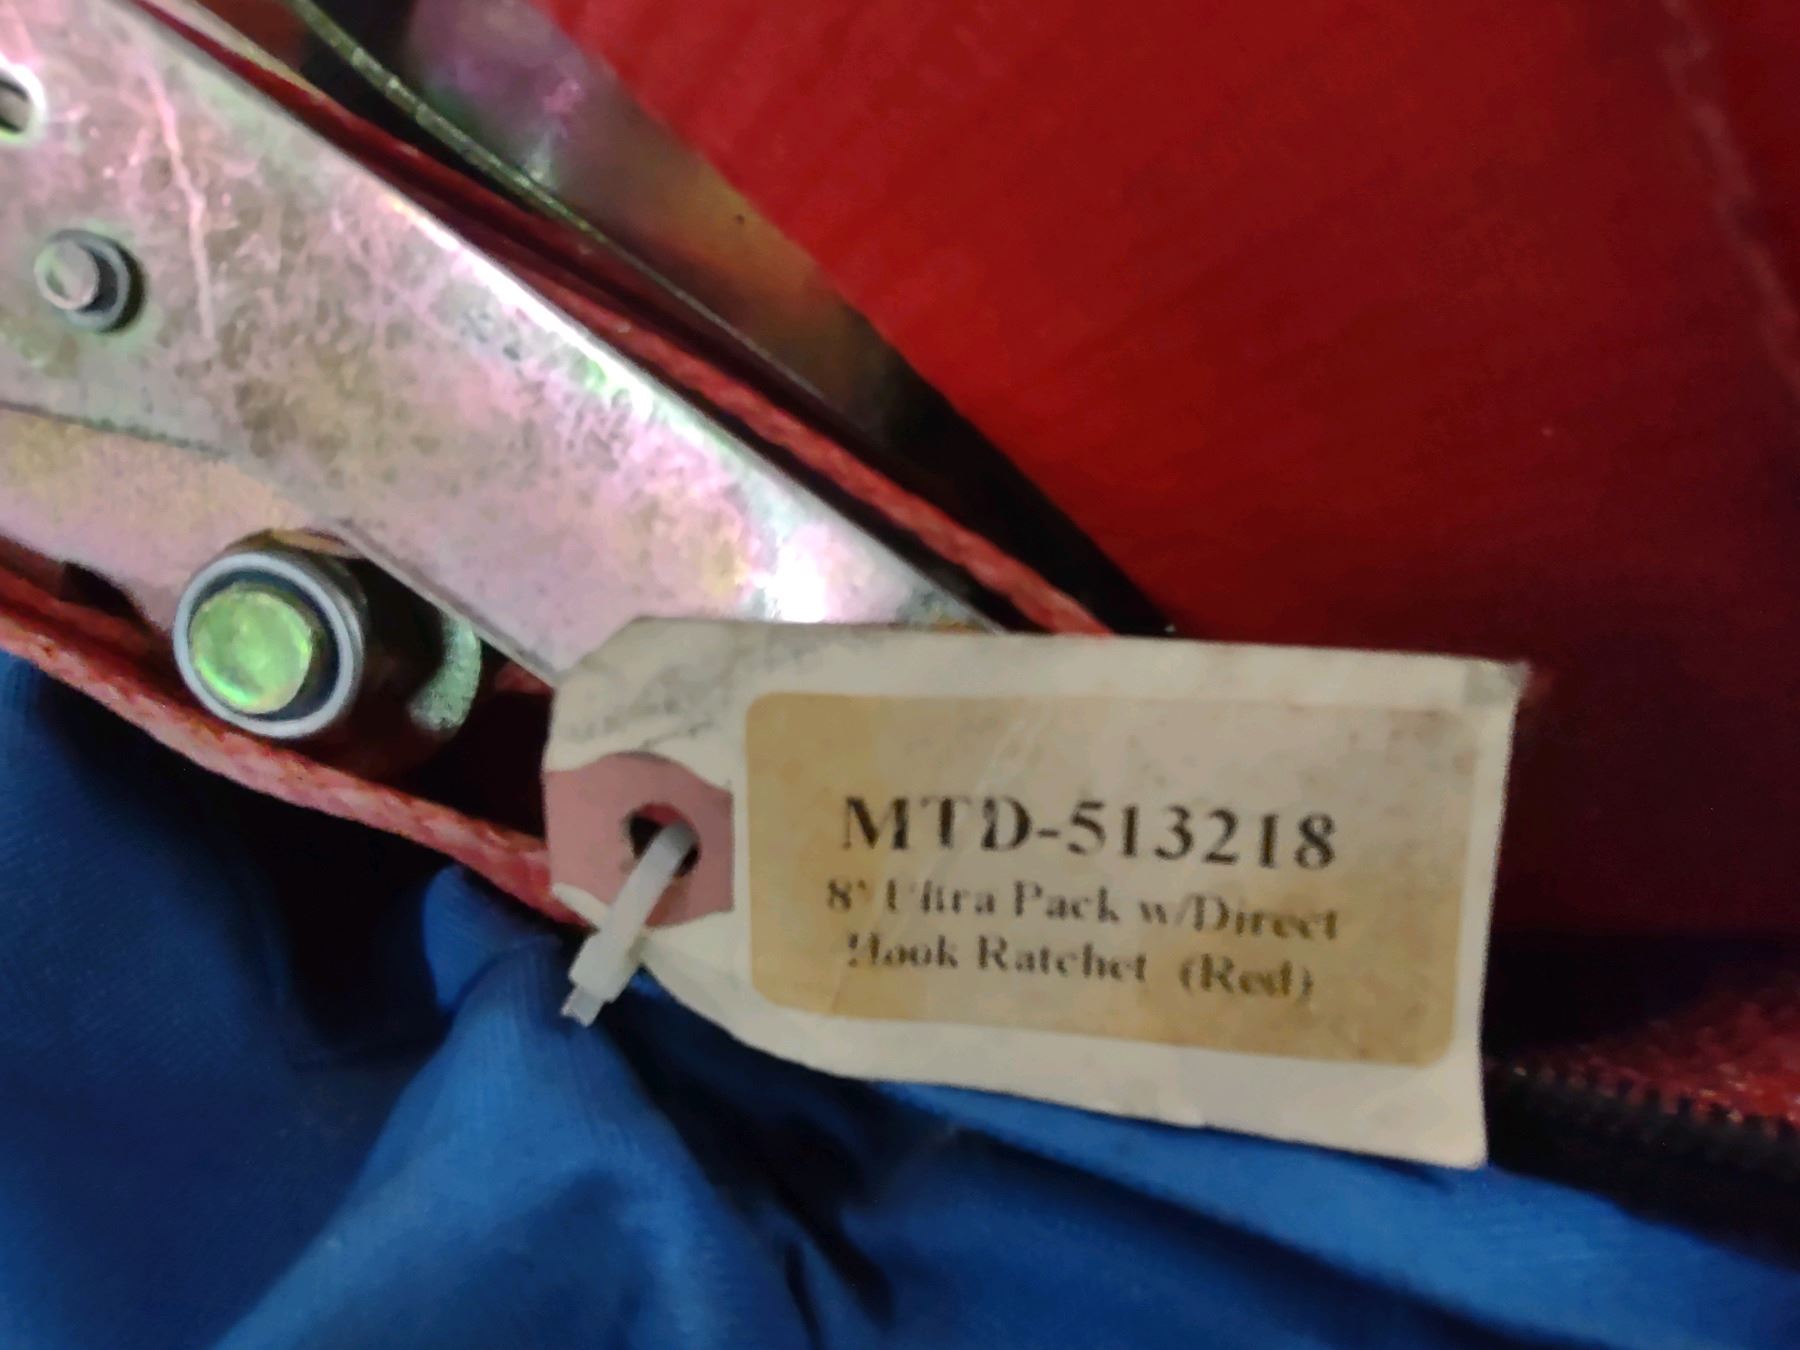 MTD-513218
8' Ultra Pack w/Direct
Hook Ratchet (Red)